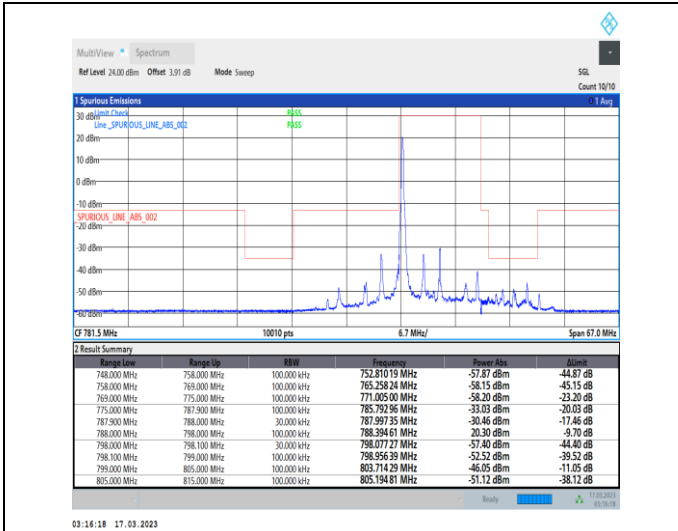 MultiView Spectrum
Ref Level 24.00 dBm Offset 3.91 dB Mode Sweep SGL
Count 10/10
1 Spurious Emissions 1 Avg
30 dBm Limit Check PASS
Line _SPURIOUS_LINE_ABS_002 PASS
20 dBm
10 dBm
0 dBm
-10 dBm
_SPURIOUS_LINE_ABS_002
-20 dBm
-30 dBm
-40 dBm
-50 dBm
-60 dBm
CF 781.5 MHz 10010 pts 6.7 MHz/ Span 67.0 MHz
2 Result Summary
Range Low Range Up RBW Frequency Power Abs ΔLimit
748.000 MHz 758.000 MHz 100.000 kHz 752.81019 MHz -57.87 dBm -44.87 dB
758.000 MHz 769.000 MHz 100.000 kHz 765.25824 MHz -58.15 dBm -45.15 dB
769.000 MHz 775.000 MHz 100.000 kHz 771.00500 MHz -58.20 dBm -23.20 dB
775.000 MHz 787.900 MHz 100.000 kHz 785.79296 MHz -33.03 dBm -20.03 dB
787.900 MHz 788.000 MHz 30.000 kHz 787.99735 MHz -30.46 dBm -17.46 dB
788.000 MHz 798.000 MHz 100.000 kHz 788.39461 MHz 20.30 dBm -9.70 dB
798.000 MHz 798.100 MHz 30.000 kHz 798.07727 MHz -57.40 dBm -44.40 dB
798.100 MHz 799.000 MHz 100.000 kHz 798.95639 MHz -52.52 dBm -39.52 dB
799.000 MHz 805.000 MHz 100.000 kHz 803.71429 MHz -46.05 dBm -11.05 dB
805.000 MHz 815.000 MHz 100.000 kHz 805.19481 MHz -51.12 dBm -38.12 dB
Ready 17.03.2023
03:16:18
03:16:18 17.03.2023